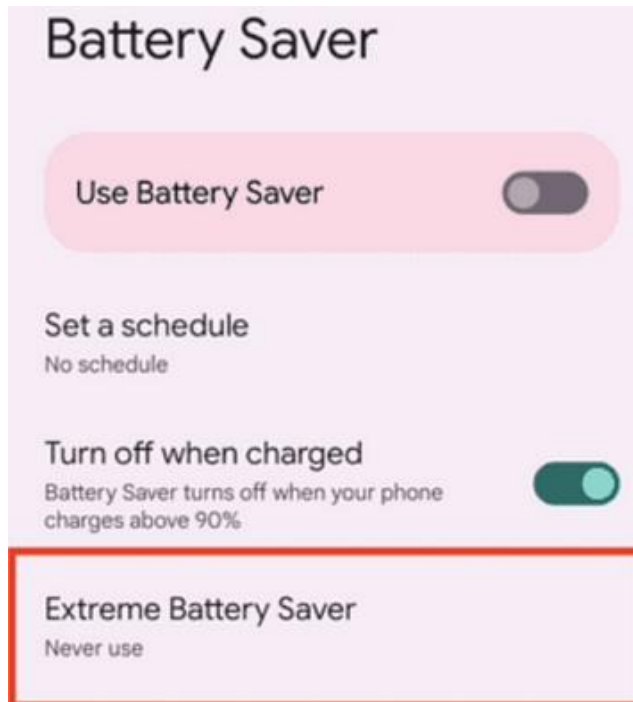 Battery Saver
Use Battery Saver
Set a schedule
No schedule
Turn off when charged
Battery Saver turns off when your phone
charges above 90%
Extreme Battery Saver
Never use